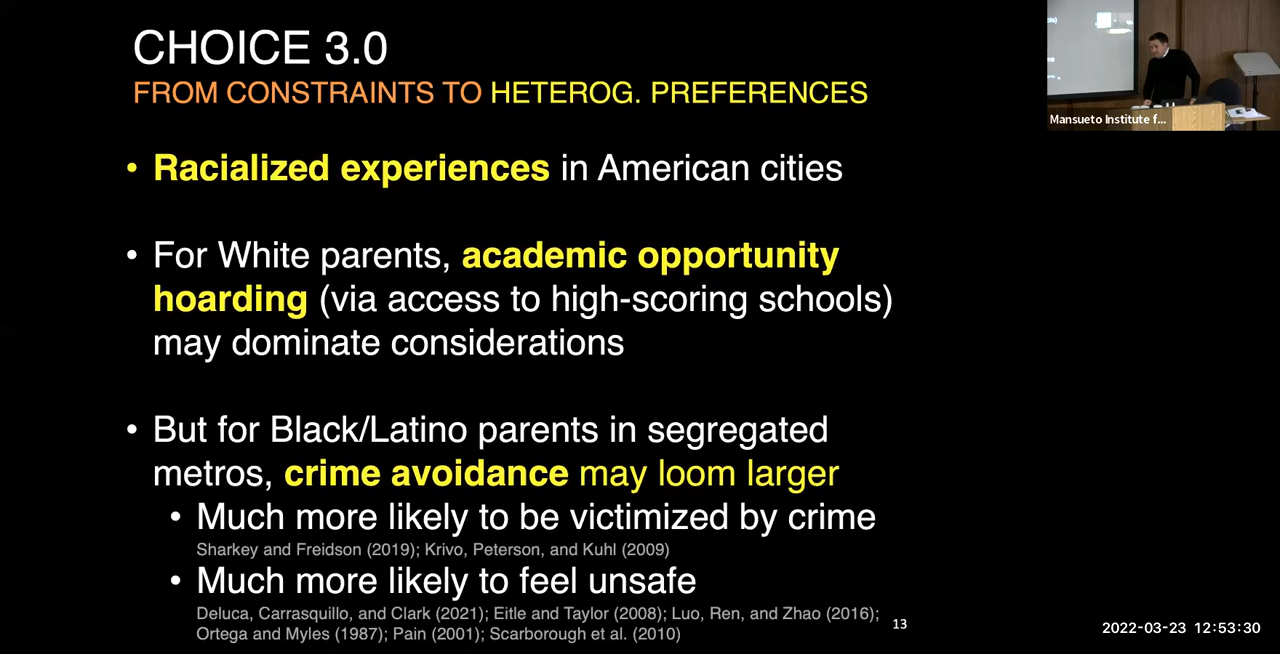 CHOICE 3.0
FROM CONSTRAINTS TO HETEROG. PREFERENCES
• Racialized experiences in American cities
• For White parents, academic opportunity
hoarding (via access to high-scoring schools)
may dominate considerations
• But for Black/Latino parents in segregated
metros, crime avoidance may loom larger
• Much more likely to be victimized by crime
Sharkey and Freidson (2019); Krivo, Peterson, and Kuhl (2009)
• Much more likely to feel unsafe
Deluca, Carrasquillo, and Clark (2021); Eitle and Taylor (2008); Luo, Ren, and Zhao (2016);
Ortega and Myles (1987); Pain (2001); Scarborough et al. (2010)
13
Mansueto Institute f...
2022-03-23 12:53:30